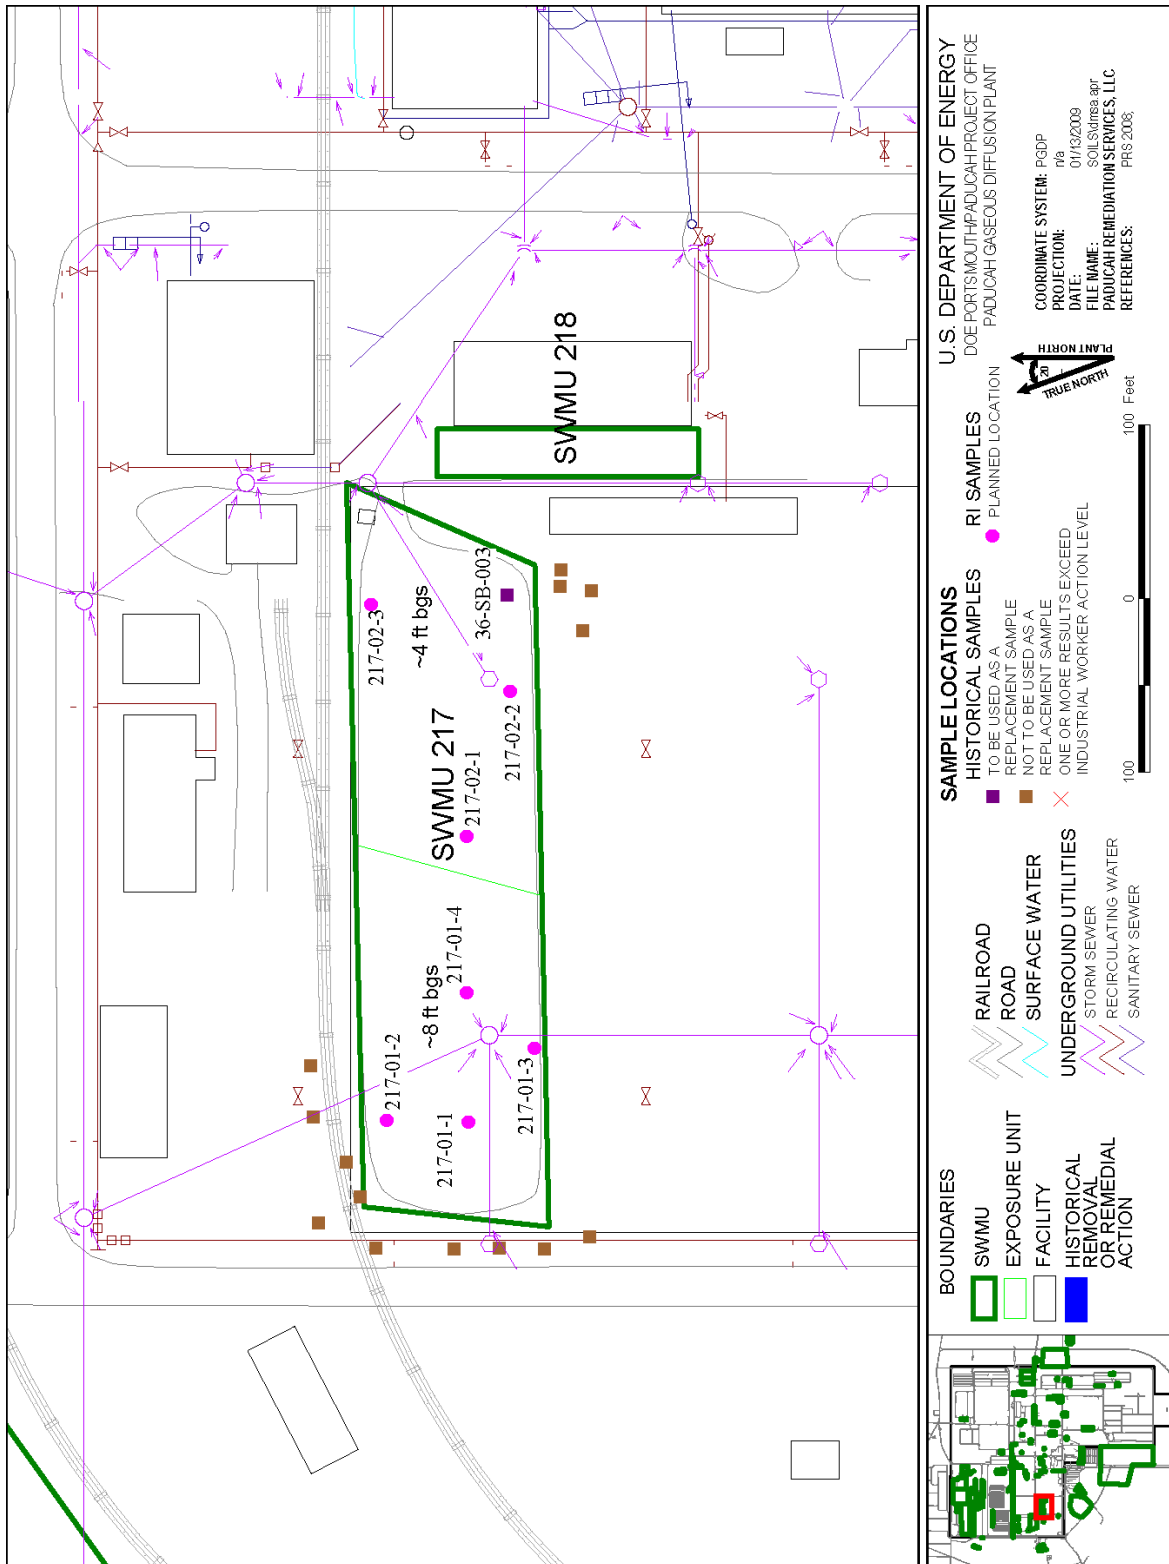 SWMU 218
SWMU 217
217-02-3
~4 ft bgs
36-SB-003
217-02-2
217-02-1
217-01-4
~8 ft bgs
217-01-2
217-01-3
217-01-1
BOUNDARIES
SWMU
EXPOSURE UNIT
FACILITY
HISTORICAL
REMOVAL
OR REMEDIAL
ACTION
RAILROAD
ROAD
SURFACE WATER
UNDERGROUND UTILITIES
STORM SEWER
RECIRCULATING WATER
SANITARY SEWER
SAMPLE LOCATIONS
HISTORICAL SAMPLES
TO BE USED AS A
REPLACEMENT SAMPLE
NOT TO BE USED AS A
REPLACEMENT SAMPLE
ONE OR MORE RESULTS EXCEED
INDUSTRIAL WORKER ACTION LEVEL
RI SAMPLES
PLANNED LOCATION
100 0 100 Feet
20
TRUE NORTH
PLANT NORTH
U.S. DEPARTMENT OF ENERGY
DOE PORTSMOUTH/PADUCAH PROJECT OFFICE
PADUCAH GASEOUS DIFFUSION PLANT
COORDINATE SYSTEM: PGDP
PROJECTION: n/a
DATE: 01/13/2009
FILE NAME: SOILS\dmsa.apr
PADUCAH REMEDIATION SERVICES, LLC
REFERENCES: PRS 2008;